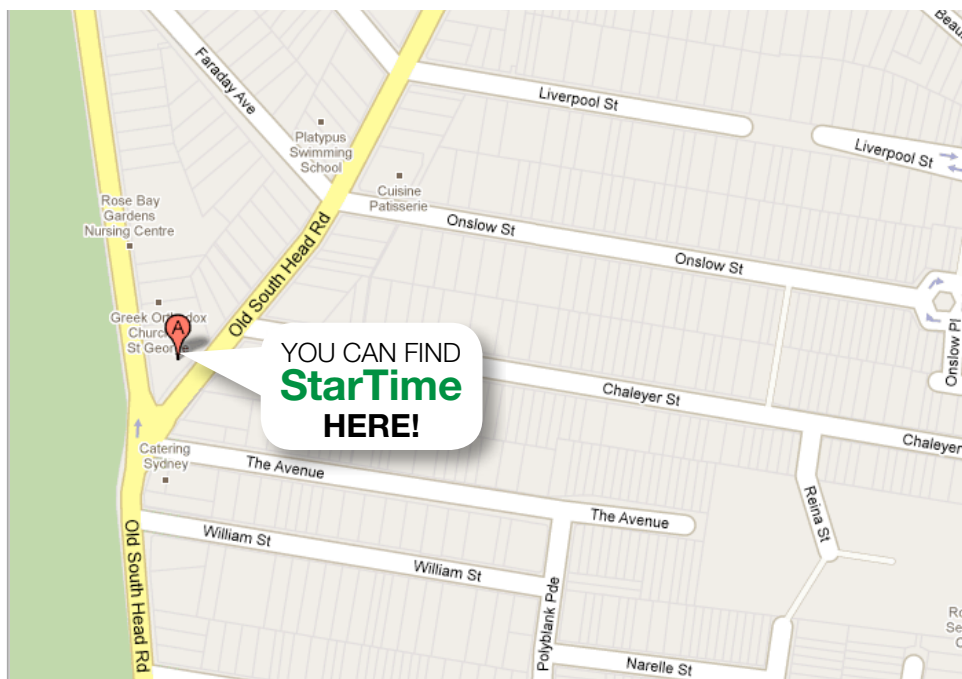 Beau
Faraday Ave
Liverpool St
Liverpool St
Platypus
Swimming
School
Cuisine
Patisserie
Rose Bay
Gardens
Nursing Centre
Onslow St
Onslow St
Old South Head Rd
Greek Orthodox
Church
St George
A
Onslow Pl
YOU CAN FIND
StarTime
HERE!
Chaleyer St
Chaleyer
Catering
Sydney
The Avenue
The Avenue
Reina St
William St
William St
Old South Head Rd
Polyblank Pde
Narelle St
Ro
Se
C